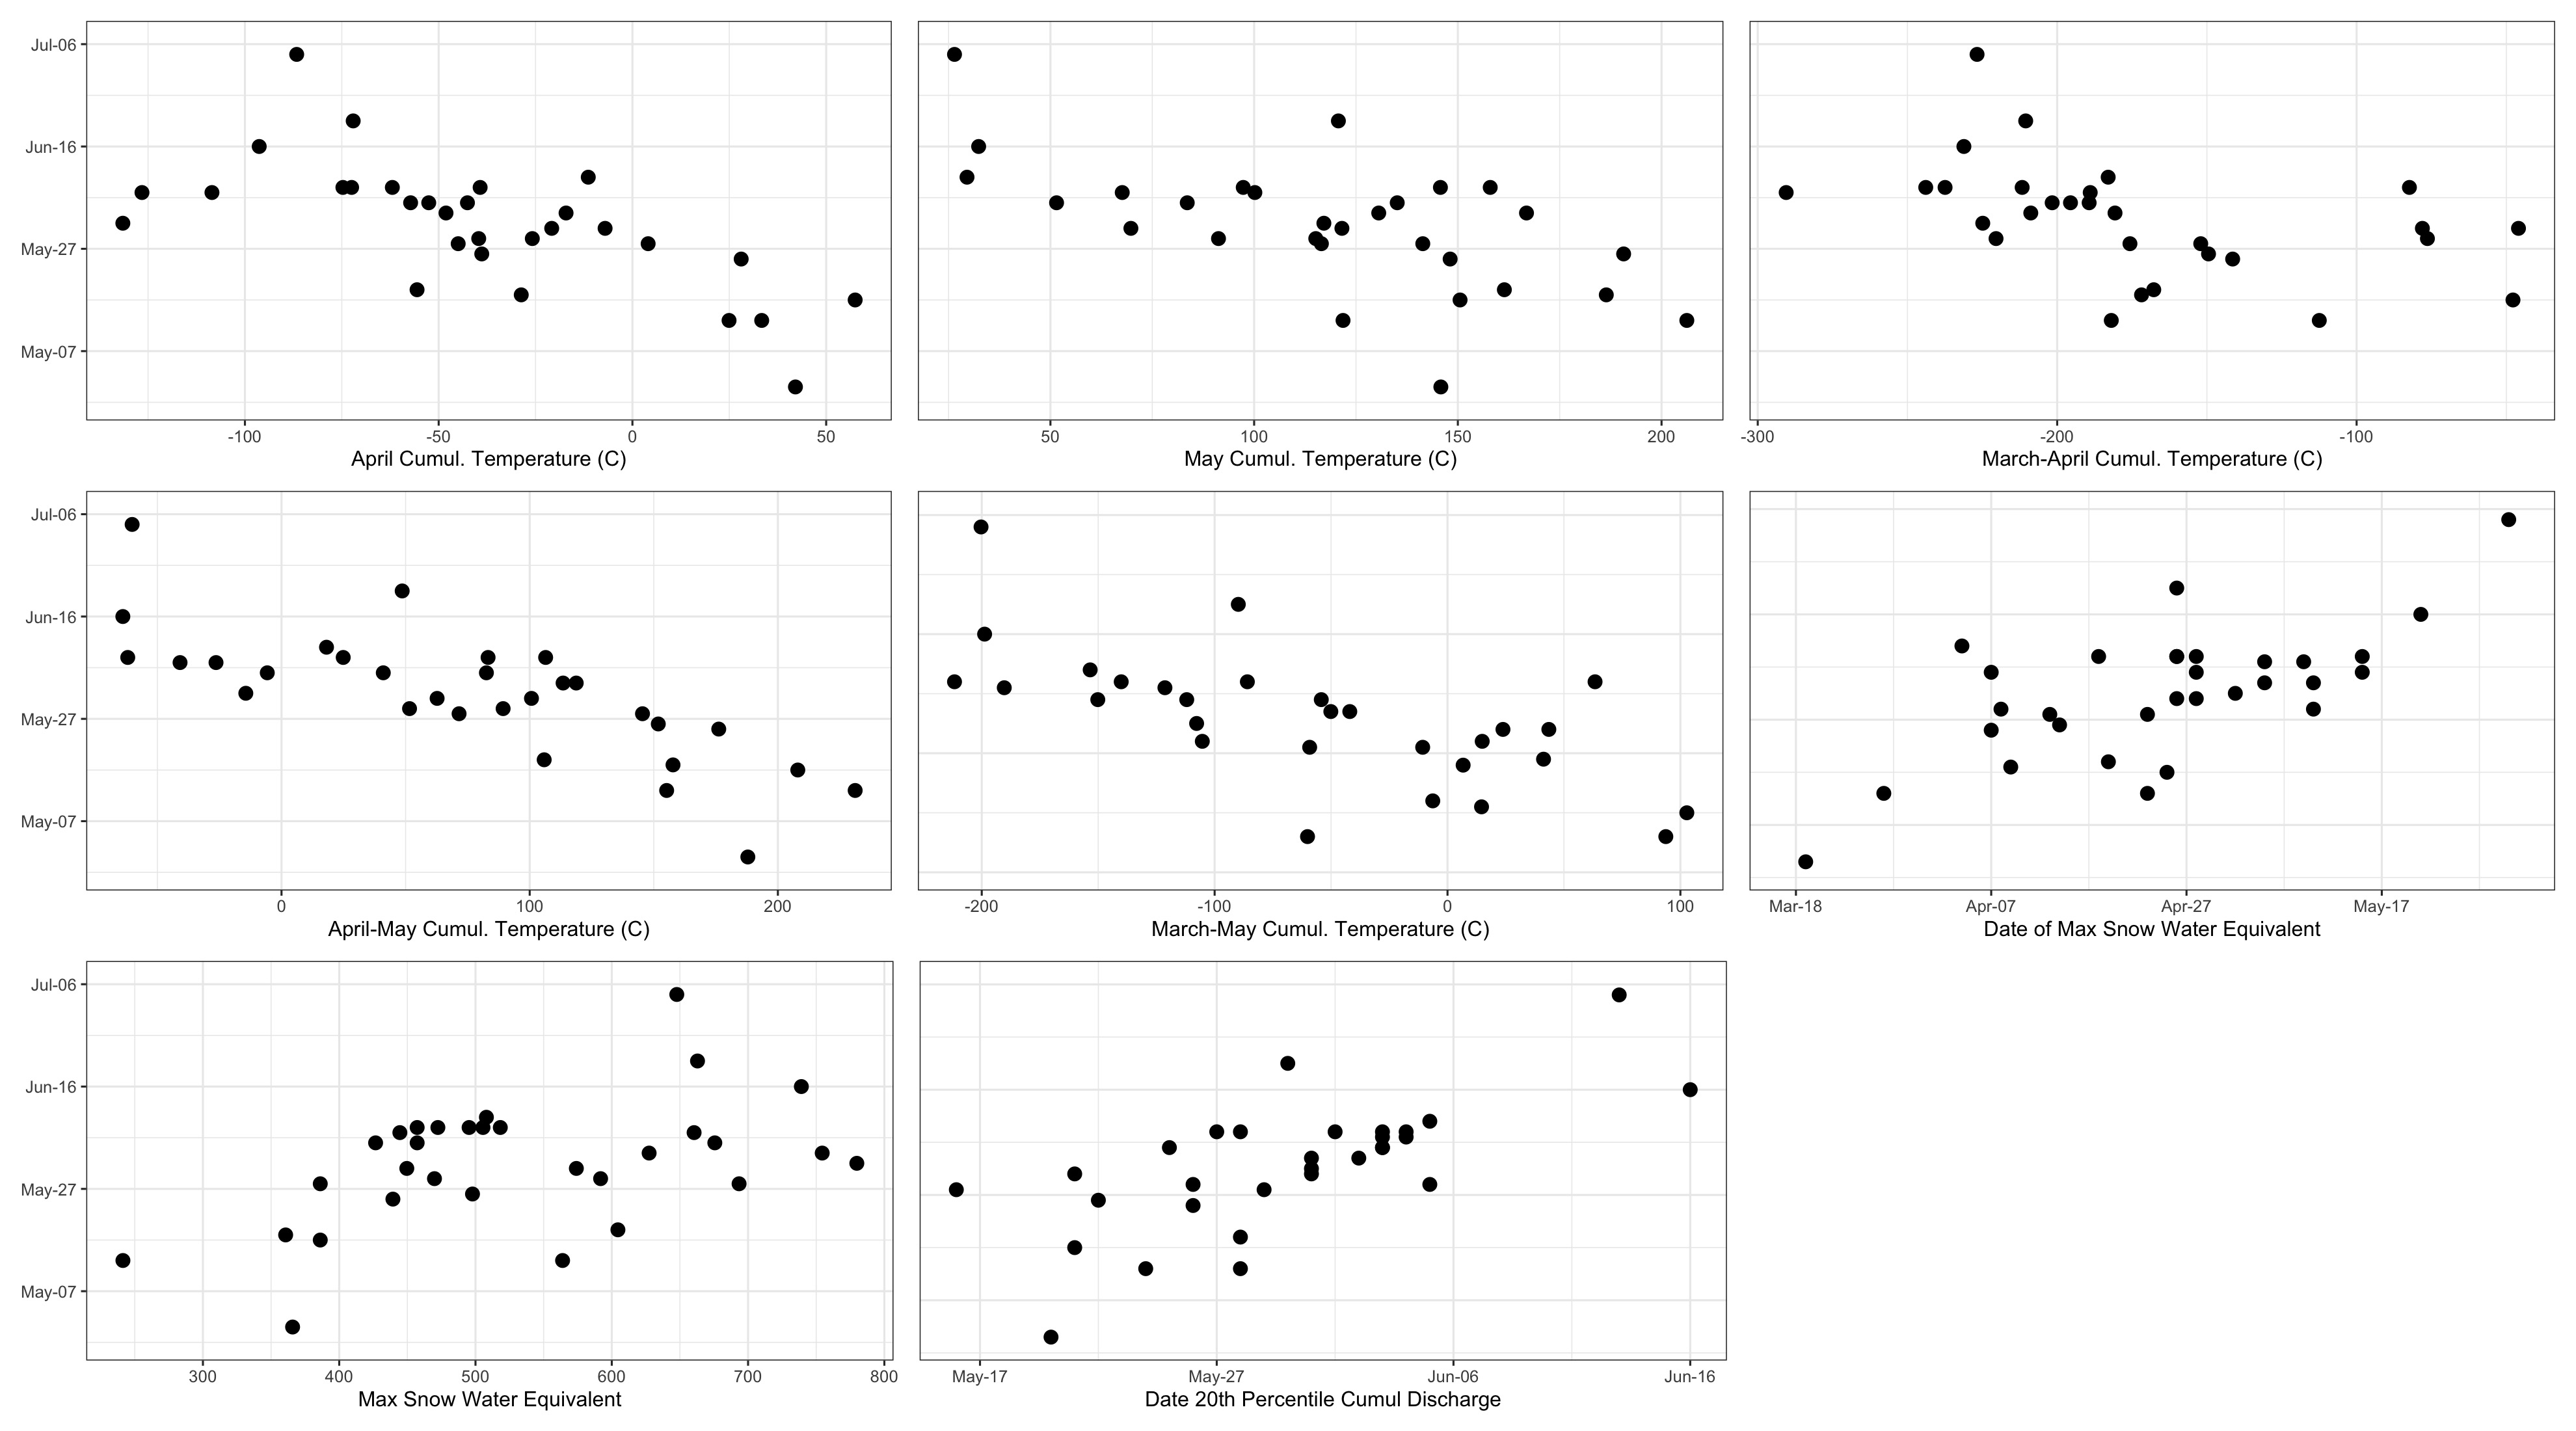 Jul-06
Jun-16
May-27
May-07
-100 -50 0 50
April Cumul. Temperature (C)
50 100 150 200
May Cumul. Temperature (C)
-300 -200 -100
March-April Cumul. Temperature (C)
Jul-06
Jun-16
May-27
May-07
0 100 200
April-May Cumul. Temperature (C)
-200 -100 0 100
March-May Cumul. Temperature (C)
Mar-18 Apr-07 Apr-27 May-17
Date of Max Snow Water Equivalent
Jul-06
Jun-16
May-27
May-07
300 400 500 600 700 800
Max Snow Water Equivalent
May-17 May-27 Jun-06 Jun-16
Date 20th Percentile Cumul Discharge